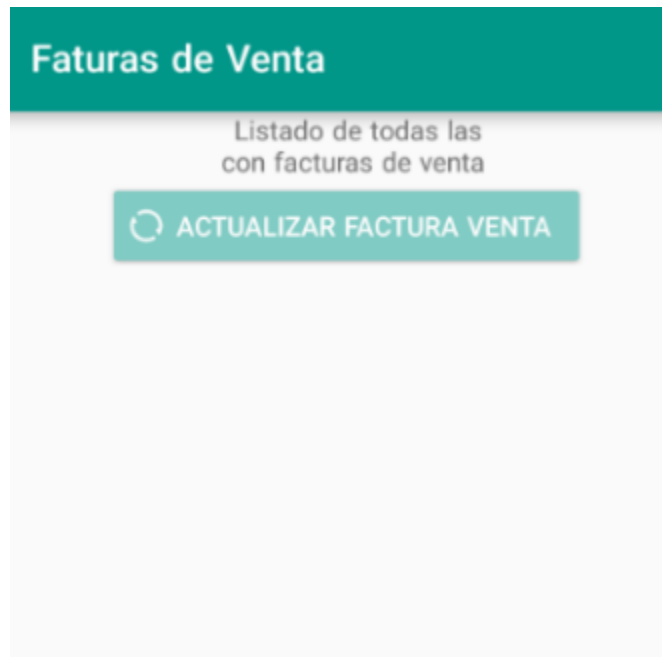 Faturas de Venta
Listado de todas las
con facturas de venta
ACTUALIZAR FACTURA VENTA